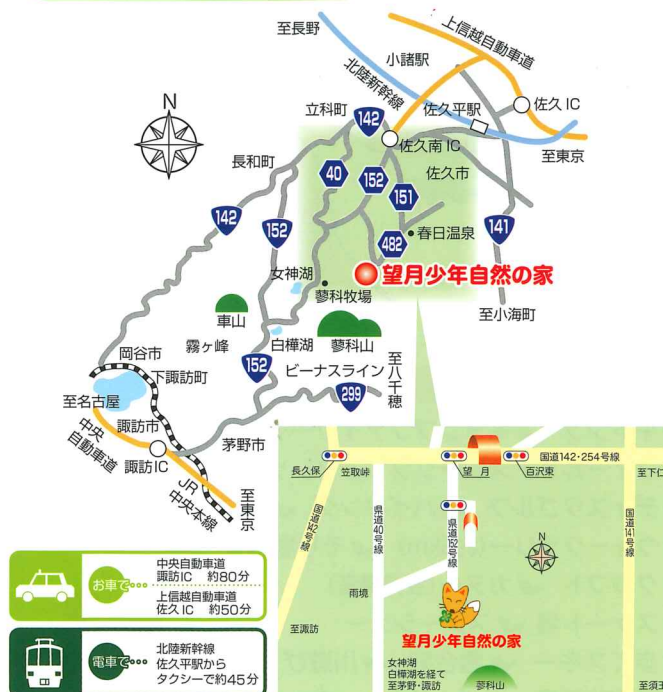 至長野
上信越自動車道
小諸駅
北陸新幹線
佐久平駅
佐久IC
N
立科町
142
佐久南IC
至東京
長和町
40
152
151
佐久市
142
152
141
482
春日温泉
女神湖
望月少年自然の家
蓼科牧場
車山
至小海町
霧ヶ峰
白樺湖
蓼科山
岡谷市
下諏訪町
152
ビーナスライン
至八千穂
至名古屋
299
中央自動車道
諏訪市
諏訪IC
茅野市
JR中央本線
至東京
国道142・254号線
長久保
笠取峠
望月
百沢東
至下仁
国道142号線
県道40号線
県道152号線
国道141号線
N
雨境
至諏訪
望月少年自然の家
女神湖
白樺湖を経て
至茅野・諏訪
蓼科山
至須玉
お車で…
中央自動車道
諏訪IC 約80分
上信越自動車道
佐久IC 約50分
電車で…
北陸新幹線
佐久平駅から
タクシーで約45分